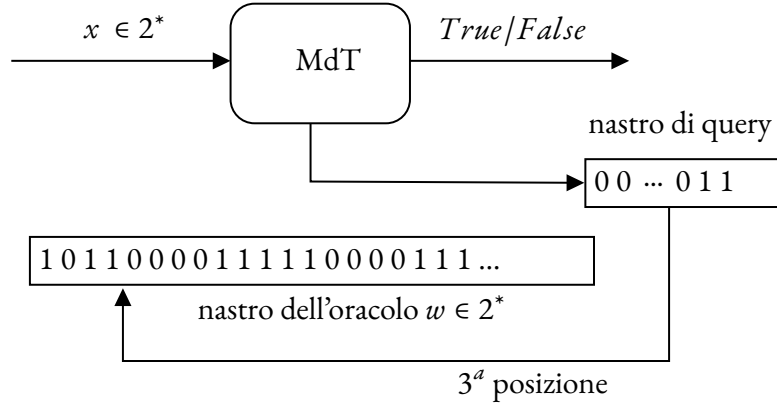 x ∈ 2*
True/False
MdT
nastro di query
0 0 ... 0 1 1
1 0 1 1 0 0 0 0 1 1 1 1 1 0 0 0 0 1 1 1 ...
nastro dell'oracolo w ∈ 2*
3ª posizione